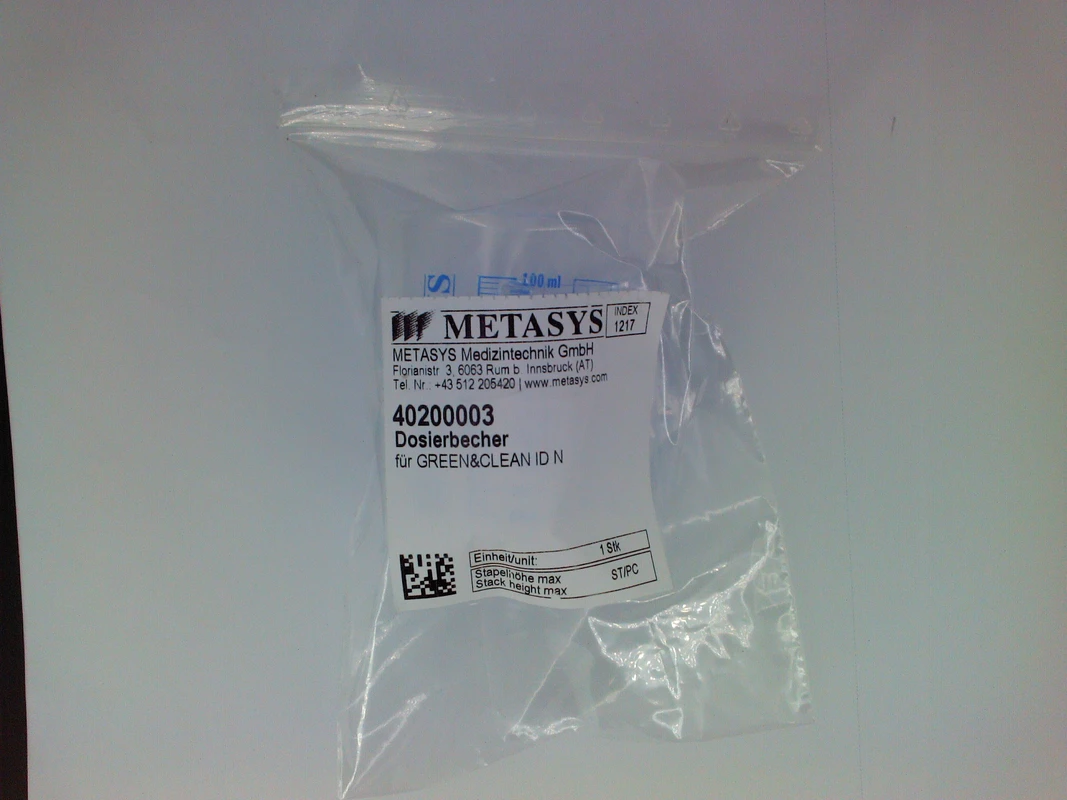 S
100 ml
METASYS
INDEX
1217
METASYS Medizintechnik GmbH
Florianistr. 3, 6063 Rum b. Innsbruck (AT)
Tel. Nr.: +43 512 205420 | www.metasys.com
40200003
Dosierbecher
für GREEN&CLEAN ID N
Einheit/unit: 1 Stk
Stapelhöhe max
Stack height max ST/PC